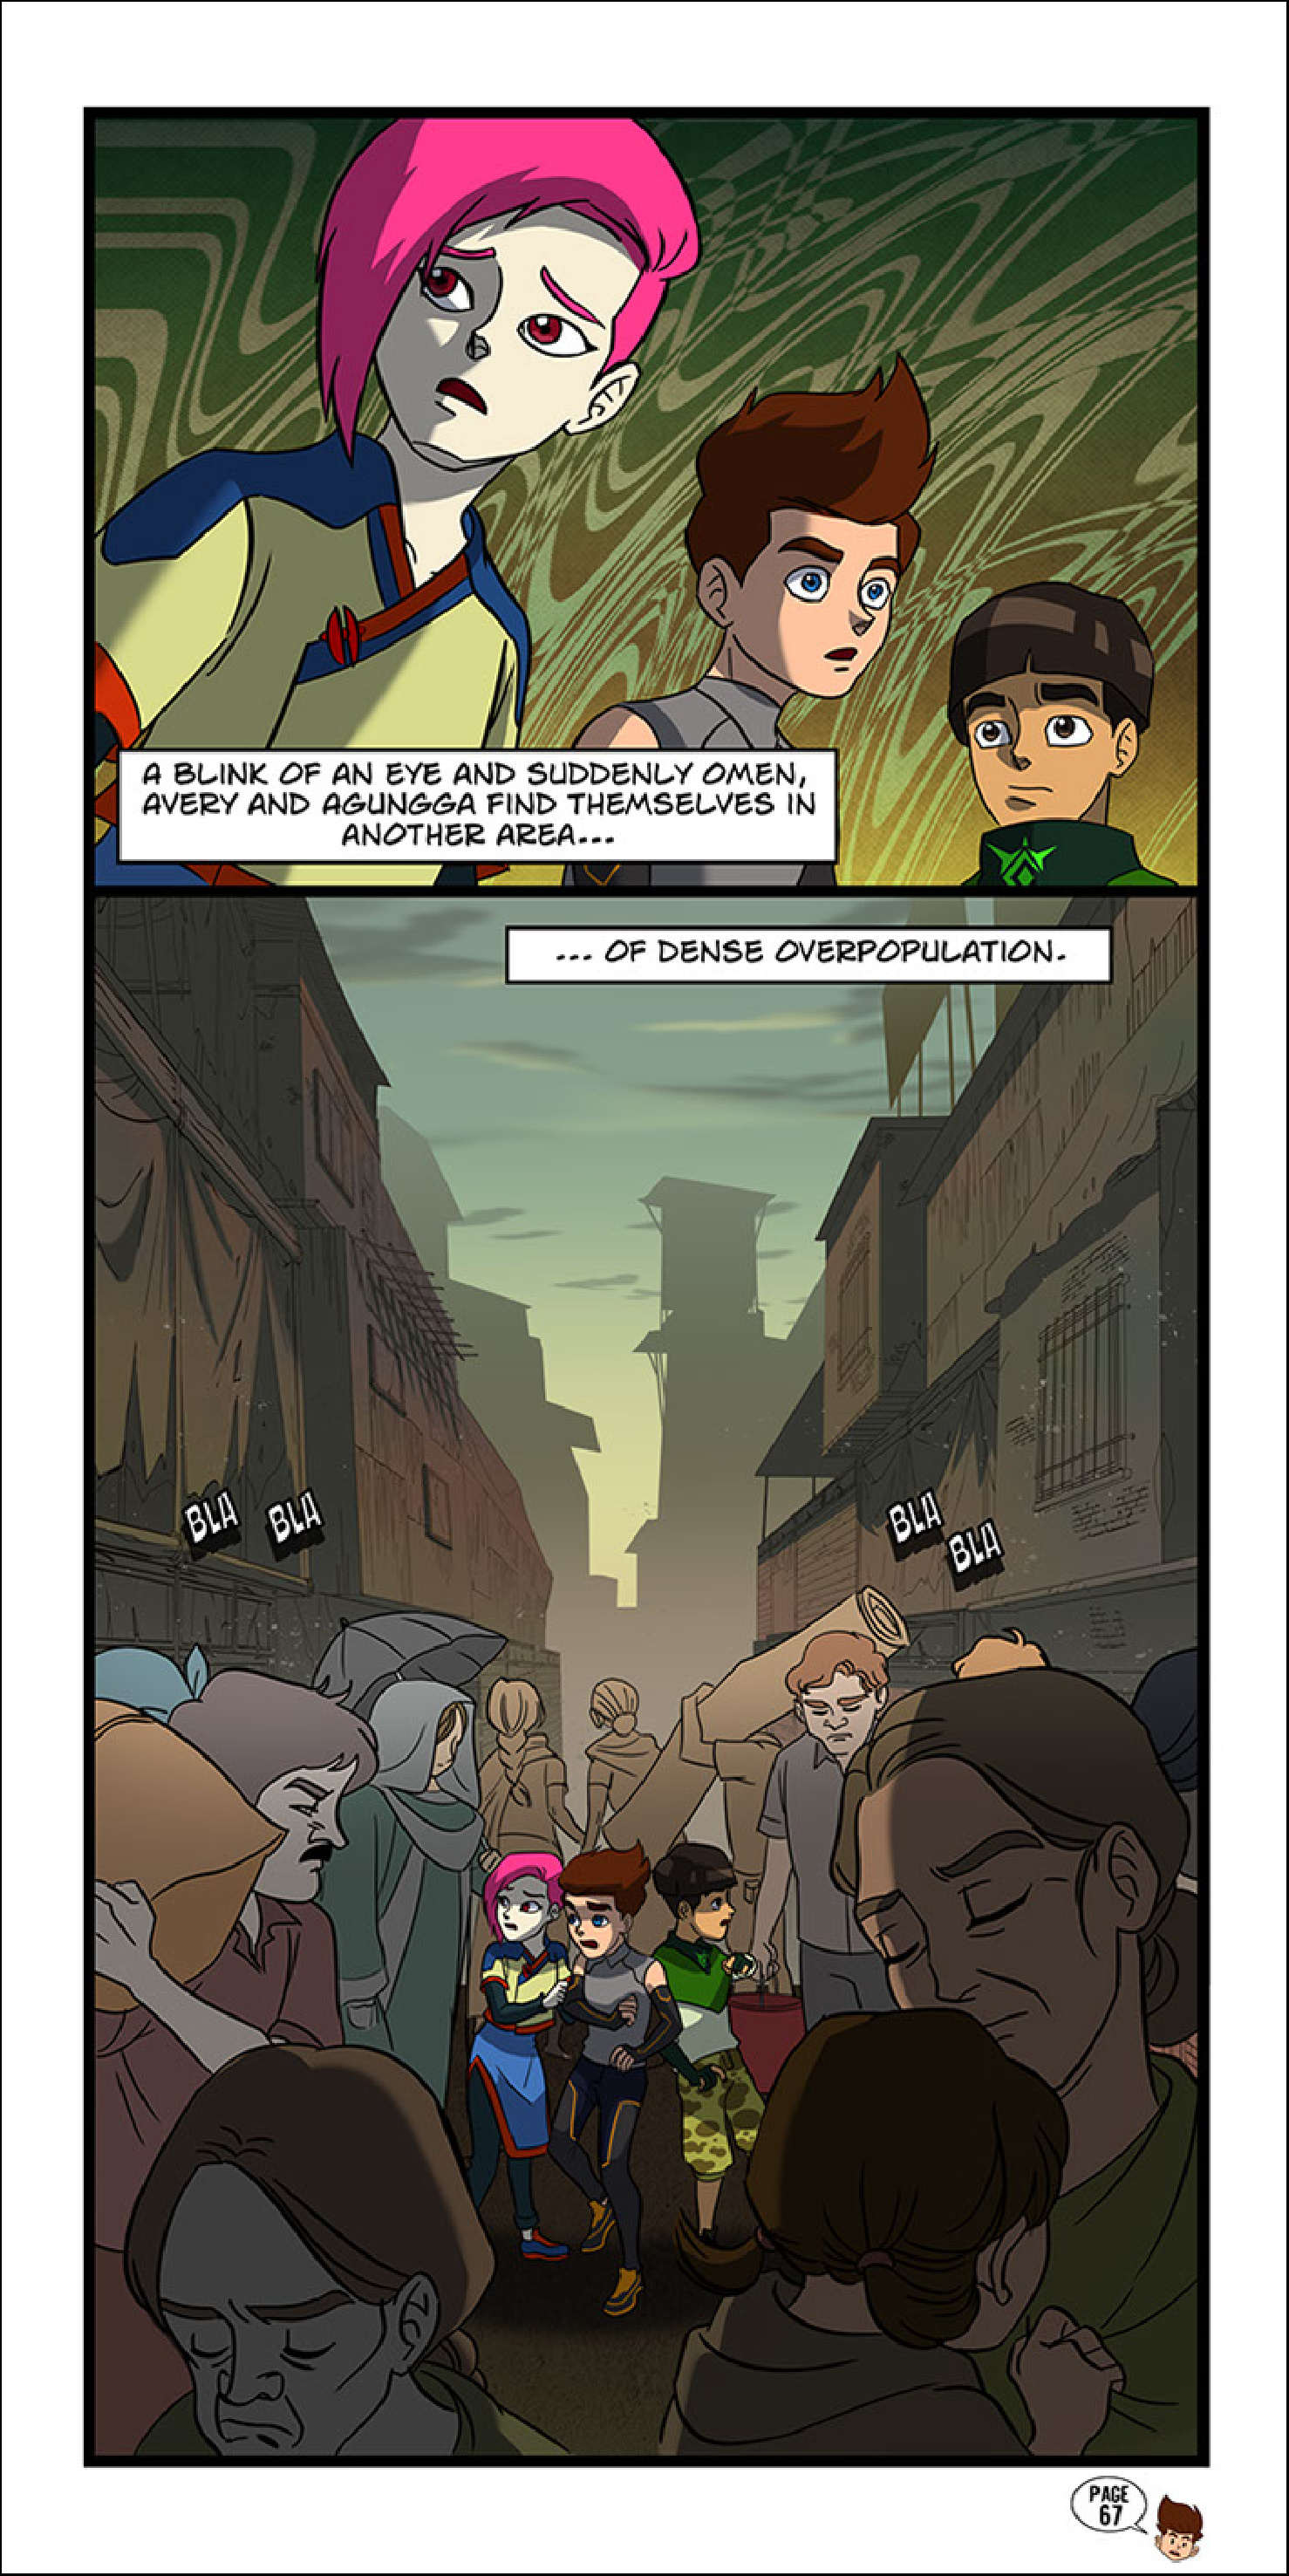 A BLINK OF AN EYE AND SUDDENLY OMEN,
AVERY AND AGUNGGA FIND THEMSELVES IN
ANOTHER AREA...
... OF DENSE OVERPOPULATION.
BLA
BLA
BLA
BLA
PAGE
67